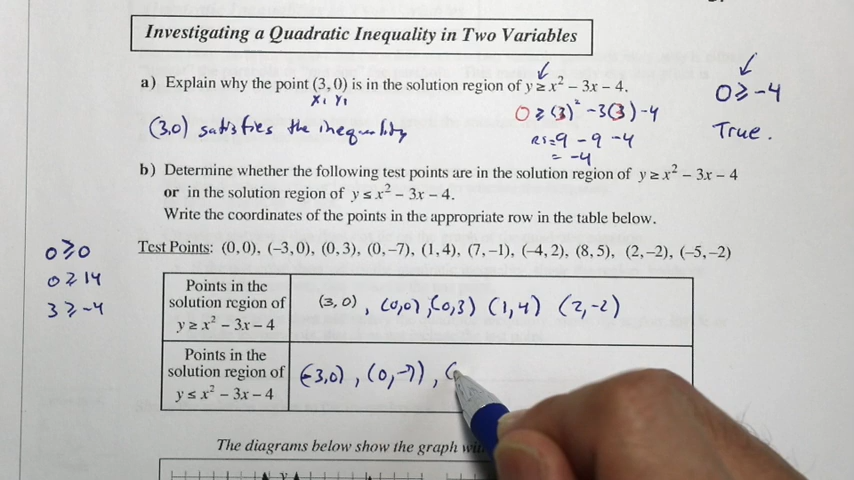 Investigating a Quadratic Inequality in Two Variables
a) Explain why the point (3, 0) is in the solution region of y ≥ x² − 3x − 4.
x₁ y₁
(3,0) satisfies the inequality
0 ≥ (3)² - 3(3) - 4
RS = 9 - 9 - 4
= -4
0 ≥ -4
True.
b) Determine whether the following test points are in the solution region of y ≥ x² − 3x − 4
or in the solution region of y ≤ x² − 3x − 4.
Write the coordinates of the points in the appropriate row in the table below.
Test Points: (0, 0), (−3, 0), (0, 3), (0, −7), (1, 4), (7, −1), (−4, 2), (8, 5), (2, −2), (−5, −2)
0 ≥ 0
0 ≥ 14
3 ≥ -4
Points in the
solution region of
y ≥ x² − 3x − 4
(3, 0), (0,0), (0,3) (1,4) (2,-2)
Points in the
solution region of
y ≤ x² − 3x − 4
(-3,0), (0,-7), (
The diagrams below show the graph
y